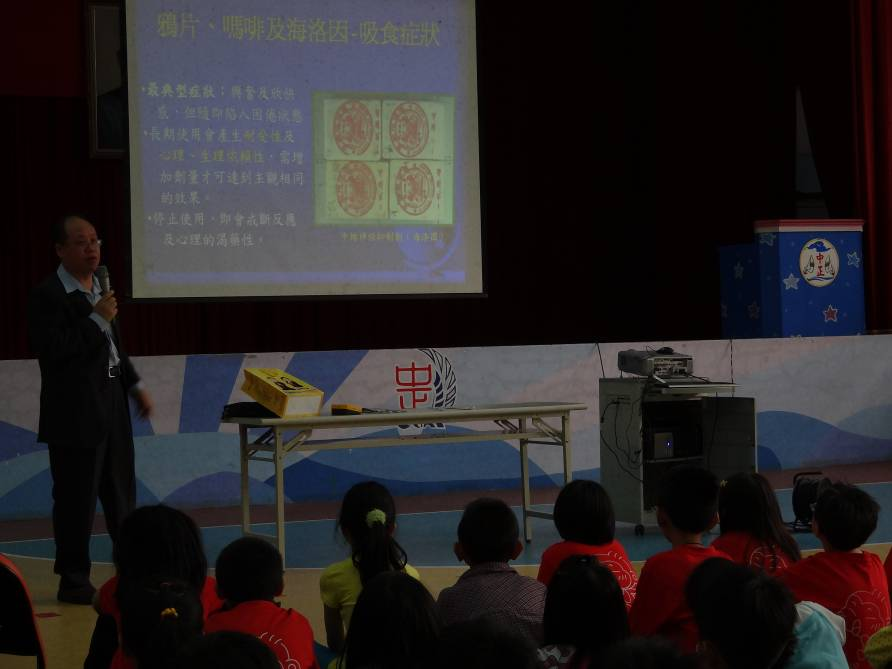 鴉片、嗎啡及海洛因-吸食症狀
•最典型症狀：興奮及欣快
感，但隨即陷入困倦狀態
•長期使用會產生耐受性及
心理、生理依賴性，需增
加劑量才可達到主觀相同
的效果。
•停止使用，即會戒斷反應
及心理的渴藥性。
中正